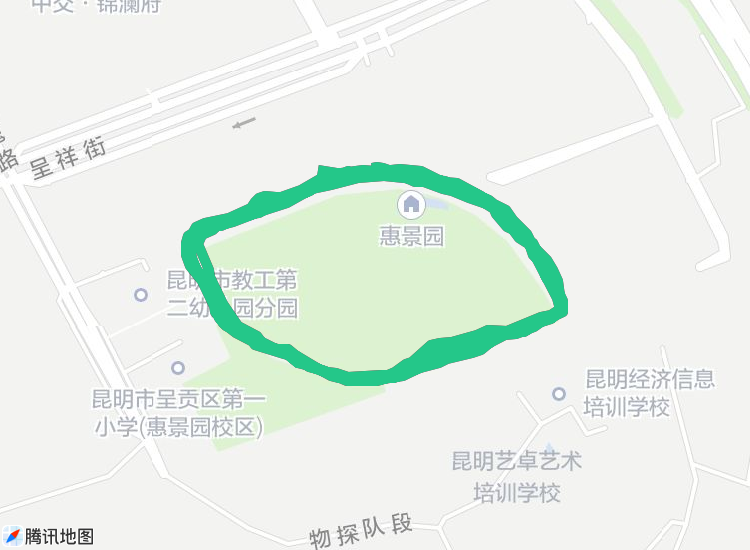 中交·锦澜府
路
呈祥街
惠景园
昆明市教工第
二幼儿园分园
昆明市呈贡区第一
小学(惠景园校区)
昆明经济信息
培训学校
昆明艺卓艺术
培训学校
物探队段
腾讯地图